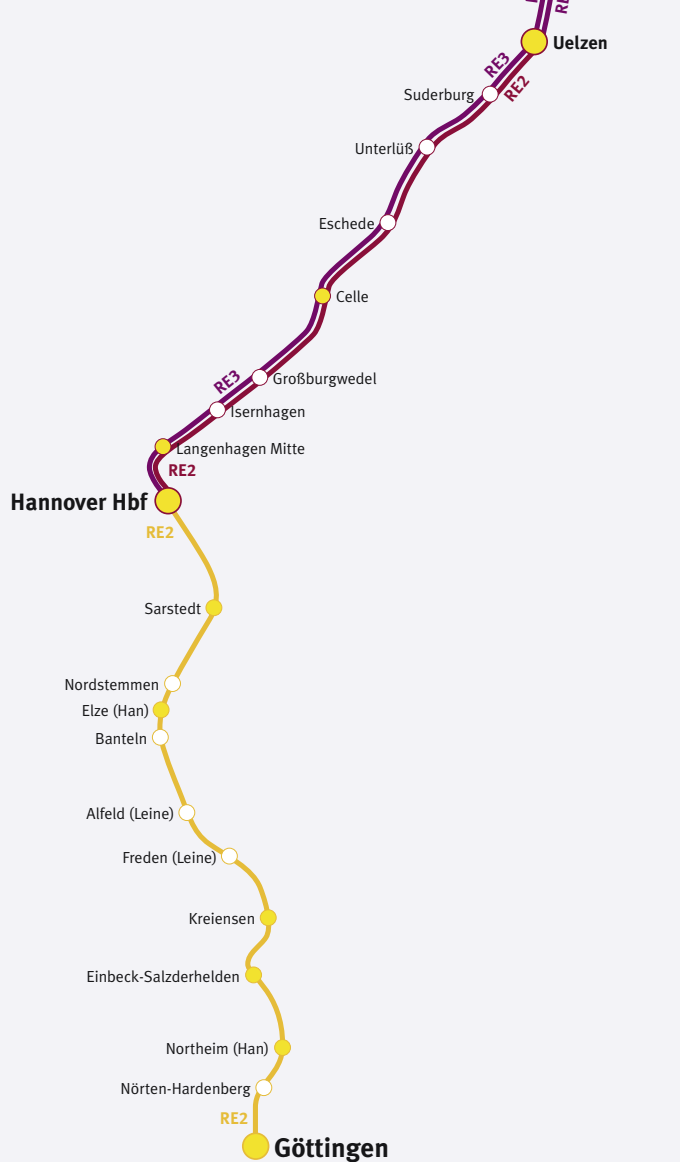 RE
Uelzen
RE3
RE2
Suderburg
Unterlüß
Eschede
Celle
RE3
Großburgwedel
Isernhagen
Langenhagen Mitte
RE2
Hannover Hbf
RE2
Sarstedt
Nordstemmen
Elze (Han)
Banteln
Alfeld (Leine)
Freden (Leine)
Kreiensen
Einbeck-Salzderhelden
Northeim (Han)
Nörten-Hardenberg
RE2
Göttingen